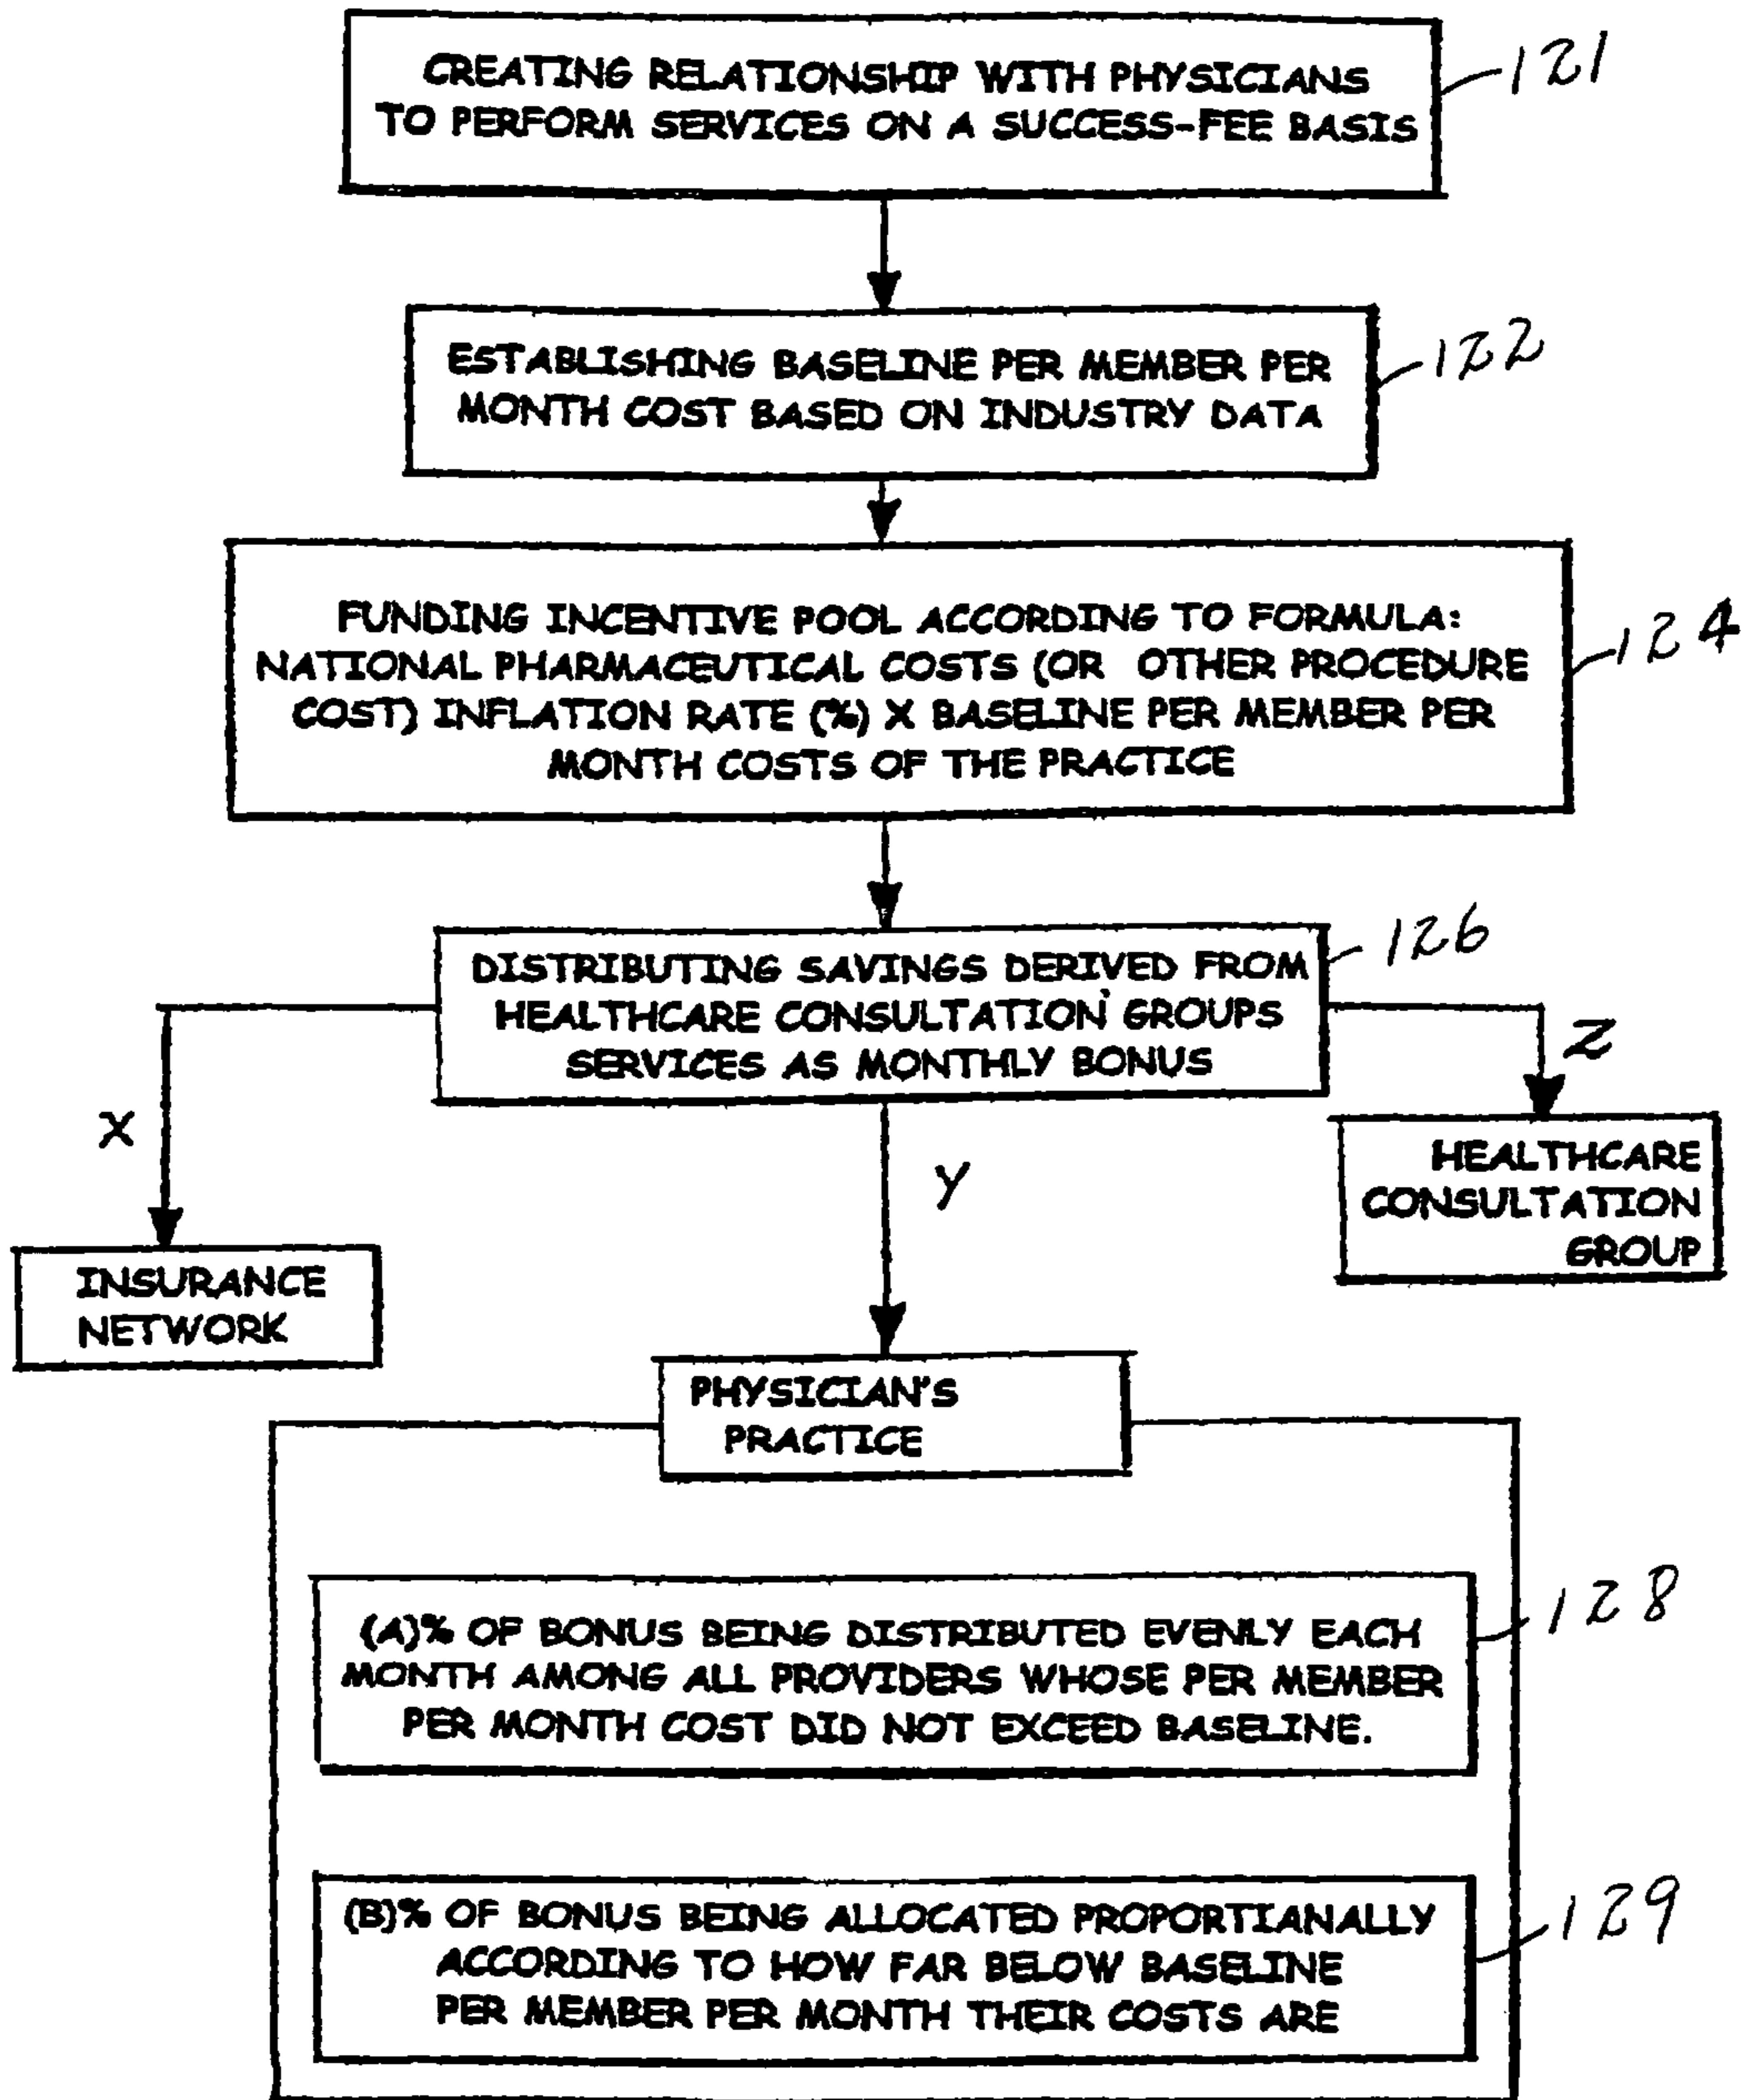 CREATING RELATIONSHIP WITH PHYSICIANS
TO PERFORM SERVICES ON A SUCCESS-FEE BASIS
121
ESTABLISHING BASELINE PER MEMBER PER
MONTH COST BASED ON INDUSTRY DATA
122
FUNDING INCENTIVE POOL ACCORDING TO FORMULA:
NATIONAL PHARMACEUTICAL COSTS (OR OTHER PROCEDURE
COST) INFLATION RATE (%) X BASELINE PER MEMBER PER
MONTH COSTS OF THE PRACTICE
124
DISTRIBUTING SAVINGS DERIVED FROM
HEALTHCARE CONSULTATION GROUPS
SERVICES AS MONTHLY BONUS
126
X
Y
Z
INSURANCE
NETWORK
HEALTHCARE
CONSULTATION
GROUP
PHYSICIAN'S
PRACTICE
(A)% OF BONUS BEING DISTRIBUTED EVENLY EACH
MONTH AMONG ALL PROVIDERS WHOSE PER MEMBER
PER MONTH COST DID NOT EXCEED BASELINE.
128
(B)% OF BONUS BEING ALLOCATED PROPORTIANALLY
ACCORDING TO HOW FAR BELOW BASELINE
PER MEMBER PER MONTH THEIR COSTS ARE
129